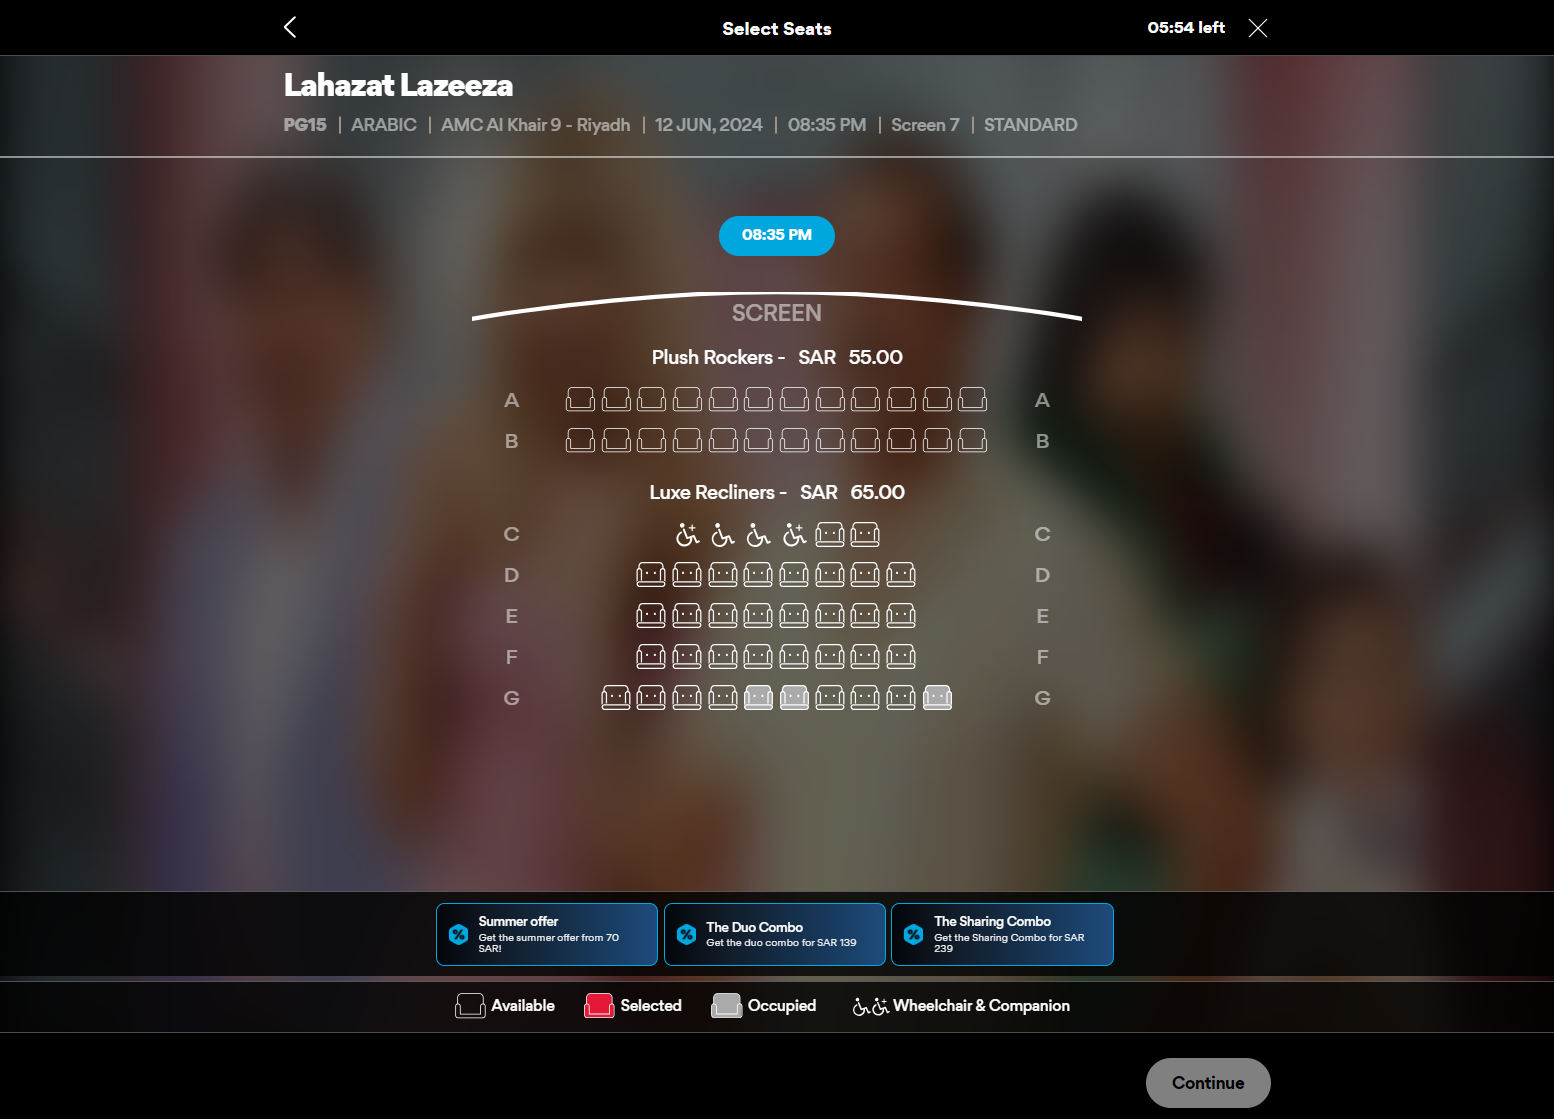 Select Seats
05:54 left
Lahazat Lazeeza
PG15 | ARABIC | AMC Al Khair 9 - Riyadh | 12 JUN, 2024 | 08:35 PM | Screen 7 | STANDARD
08:35 PM
SCREEN
Plush Rockers - SAR 55.00
A A
B B
Luxe Recliners - SAR 65.00
C C
D D
E E
F F
G G
Summer offer
Get the summer offer from 70
SAR!
The Duo Combo
Get the duo combo for SAR 139
The Sharing Combo
Get the Sharing Combo for SAR
239
Available Selected Occupied Wheelchair & Companion
Continue